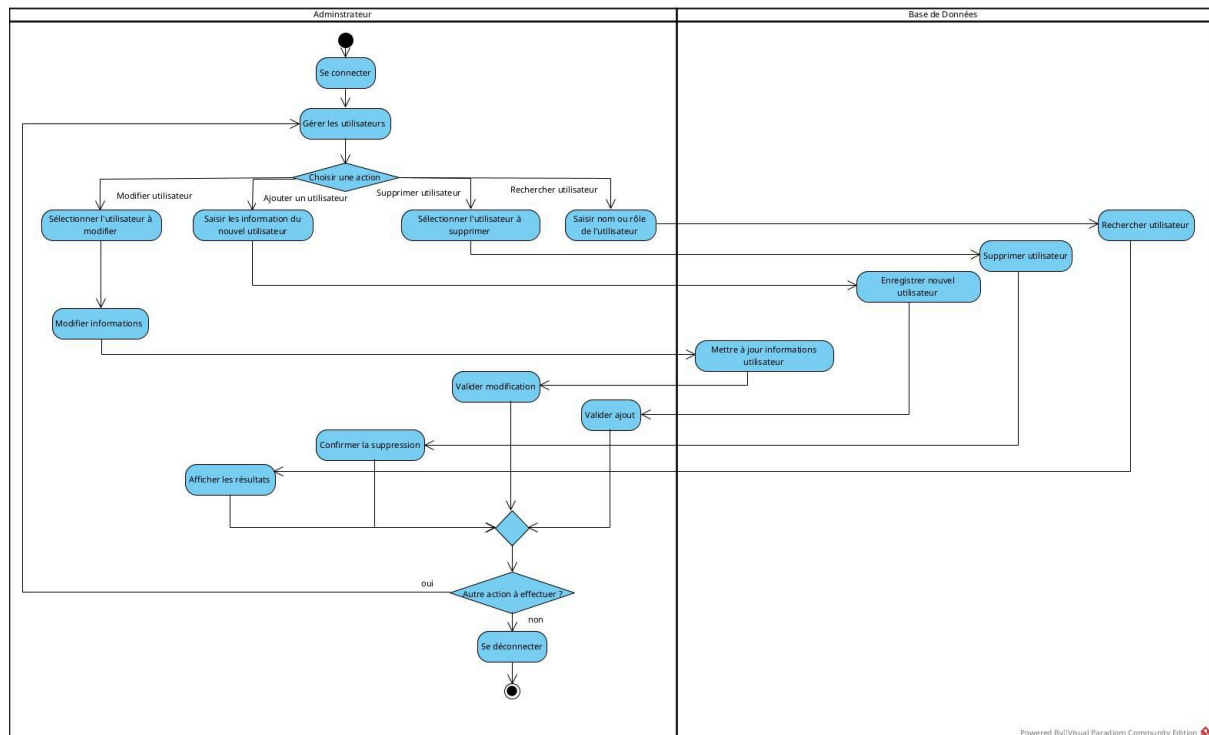 Adminstrateur
Base de Données
Se connecter
Gérer les utilisateurs
Choisir une action
Modifier utilisateur
Ajouter un utilisateur
Supprimer utilisateur
Rechercher utilisateur
Sélectionner l'utilisateur à
modifier
Saisir les information du
nouvel utilisateur
Sélectionner l'utilisateur à
supprimer
Saisir nom ou rôle
de l'utilisateur
Rechercher utilisateur
Supprimer utilisateur
Enregistrer nouvel
utilisateur
Modifier informations
Mettre à jour informations
utilisateur
Valider modification
Valider ajout
Confirmer la suppression
Afficher les résultats
Autre action à effectuer ?
oui
non
Se déconnecter
Powered By Visual Paradigm Community Edition